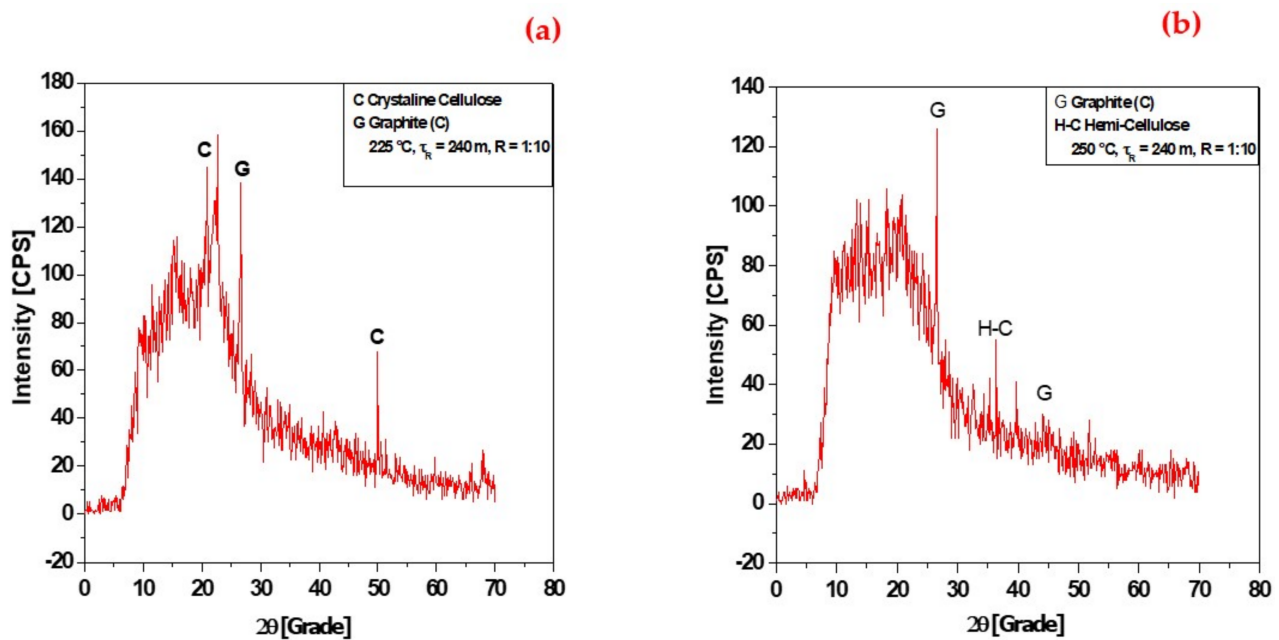 (a)
180
160
140
120
100
80
60
40
20
0
-20
Intensity [CPS]
C Crystaline Cellulose
G Graphite (C)
225 °C, τR = 240 m, R = 1:10
C
G
C
0 10 20 30 40 50 60 70 80
2θ [Grade]
(b)
140
120
100
80
60
40
20
0
-20
Intensity [CPS]
G Graphite (C)
H-C Hemi-Cellulose
250 °C, τR = 240 m, R = 1:10
G
H-C
G
0 10 20 30 40 50 60 70 80
2θ [Grade]